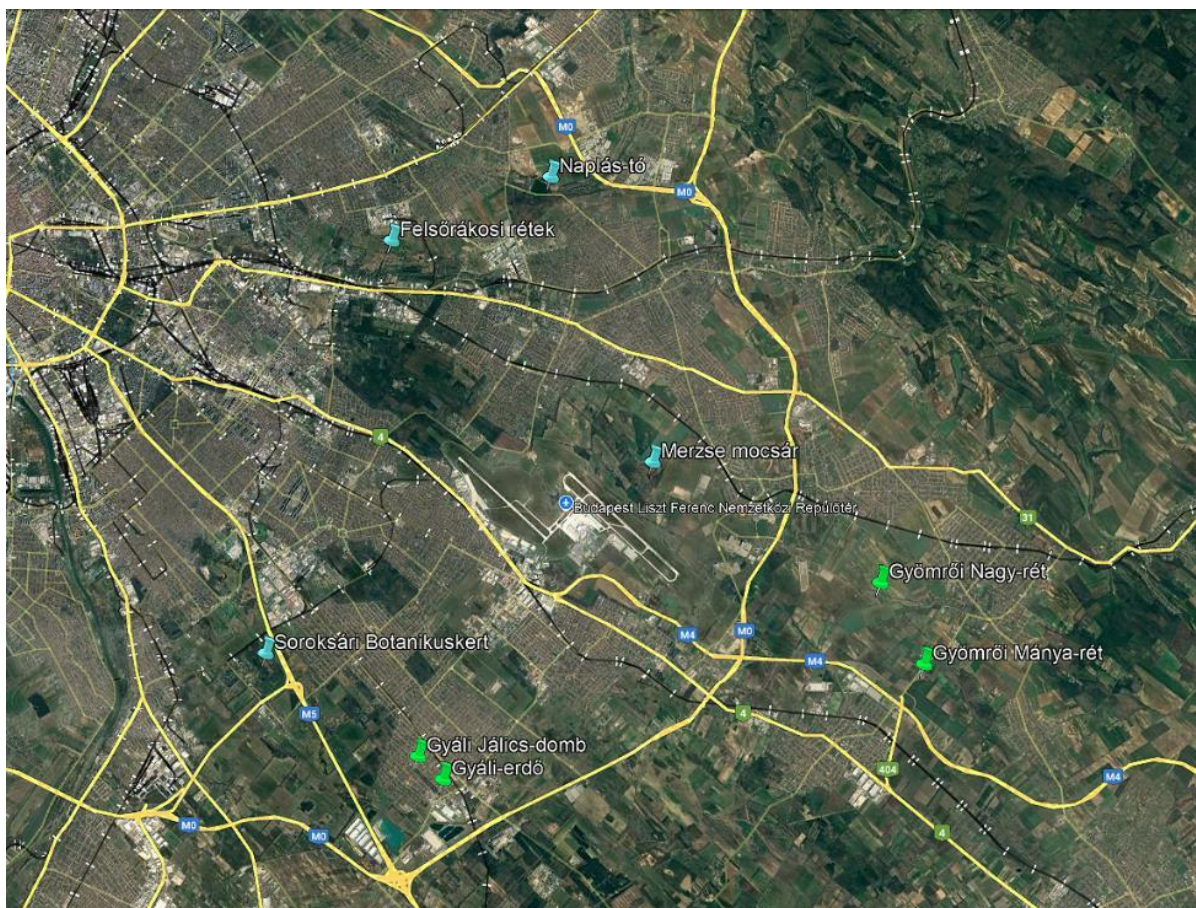 M0
Naplás-tó
M0
Felsőrákosi rétek
4
Merzse mocsár
Budapest Liszt Ferenc Nemzetközi Repülőtér
31
Gyömrői Nagy-rét
M0
M4
Soroksári Botanikuskert
M4
Gyömrői Mánya-rét
M5
4
Gyáli Jálics-domb
Gyáli-erdő
404
M4
M0
M0
4